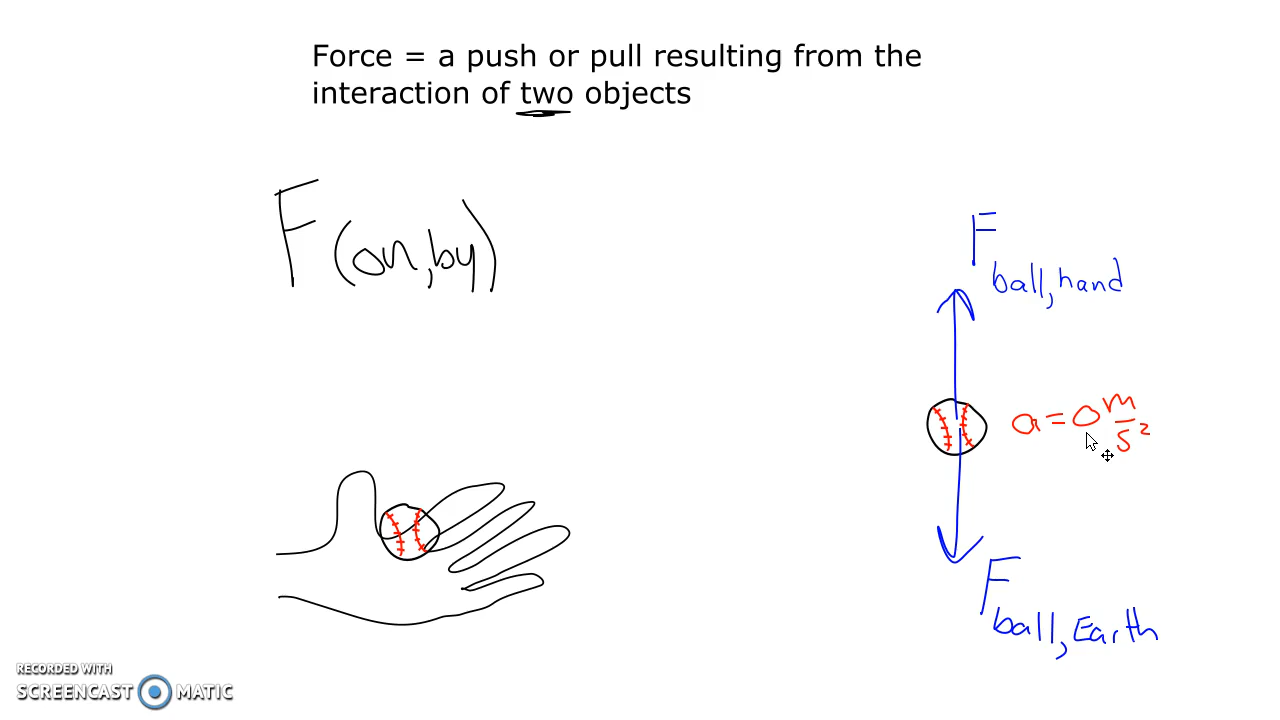 Force = a push or pull resulting from the
interaction of two objects
F(on,by)
F ball,hand
a = 0 m/s²
F ball,Earth
RECORDED WITH
SCREENCAST MATIC